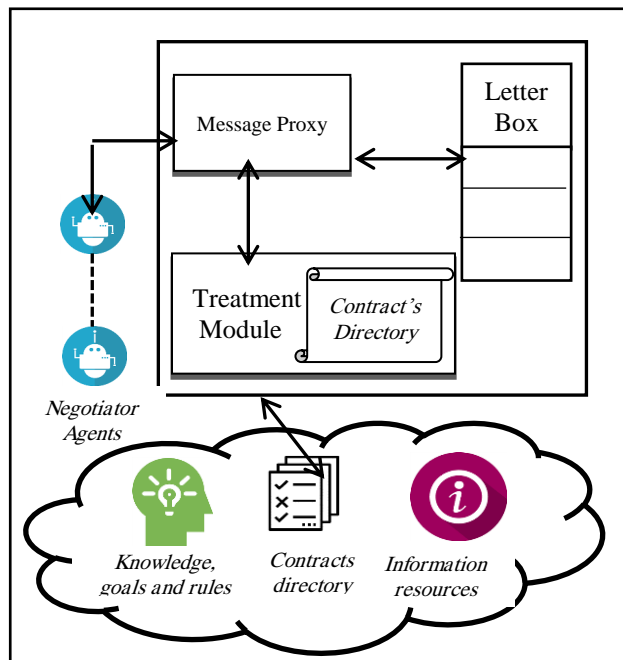 Message Proxy
Letter
Box
Treatment
Module
Contract's
Directory
Negotiator
Agents
Knowledge,
goals and rules
Contracts
directory
Information
resources